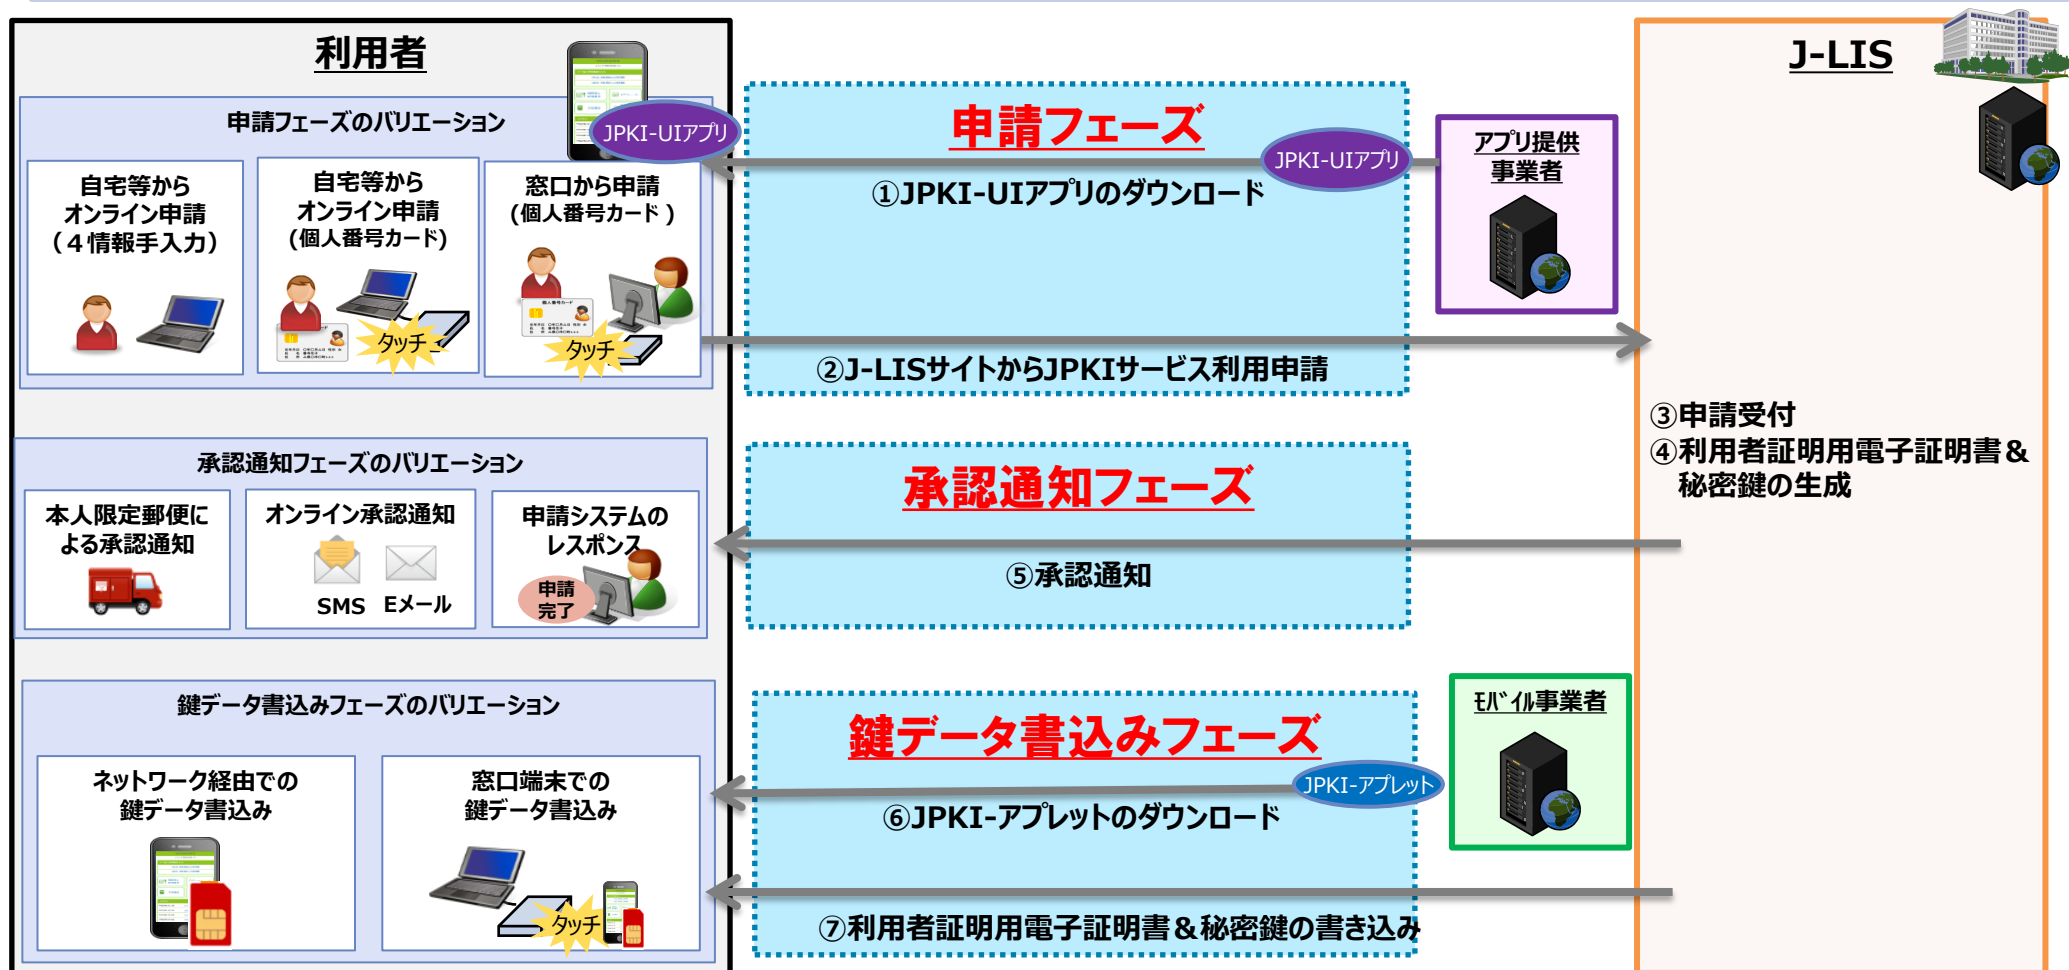 利用者
J-LIS
申請フェーズのバリエーション
JPKI-UIアプリ
自宅等から
オンライン申請
（４情報手入力）
自宅等から
オンライン申請
(個人番号カード)
タッチ
窓口から申請
(個人番号カード )
個人番号カード
タッチ
申請フェーズ
JPKI-UIアプリ
①JPKI-UIアプリのダウンロード
アプリ提供
事業者
②J-LISサイトからJPKIサービス利用申請
③申請受付
④利用者証明用電子証明書＆
秘密鍵の生成
承認通知フェーズのバリエーション
本人限定郵便に
よる承認通知
オンライン承認通知
SMS Eメール
申請システムの
レスポンス
申請
完了
承認通知フェーズ
⑤承認通知
鍵データ書込みフェーズのバリエーション
ネットワーク経由での
鍵データ書込み
窓口端末での
鍵データ書込み
タッチ
鍵データ書込みフェーズ
JPKI-アプレット
⑥JPKI-アプレットのダウンロード
ﾓﾊﾞｲﾙ事業者
⑦利用者証明用電子証明書＆秘密鍵の書き込み